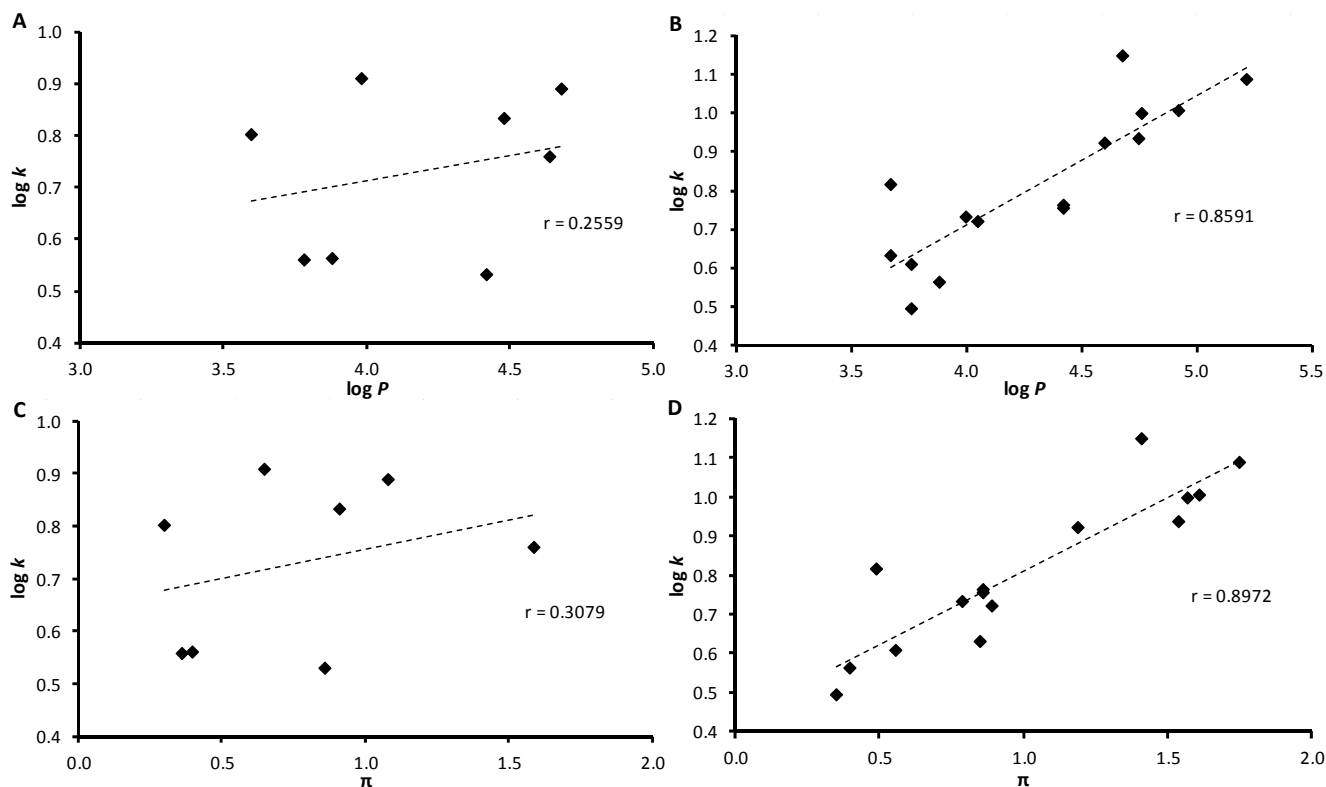 A
1.0
0.9
0.8
0.7
0.6
0.5
0.4
log k
r = 0.2559
3.0 3.5 4.0 4.5 5.0
log P
B
1.2
1.1
1.0
0.9
0.8
0.7
0.6
0.5
0.4
log k
r = 0.8591
3.0 3.5 4.0 4.5 5.0 5.5
log P
C
1.0
0.9
0.8
0.7
0.6
0.5
0.4
log k
r = 0.3079
0.0 0.5 1.0 1.5 2.0
π
D
1.2
1.1
1.0
0.9
0.8
0.7
0.6
0.5
0.4
log k
r = 0.8972
0.0 0.5 1.0 1.5 2.0
π